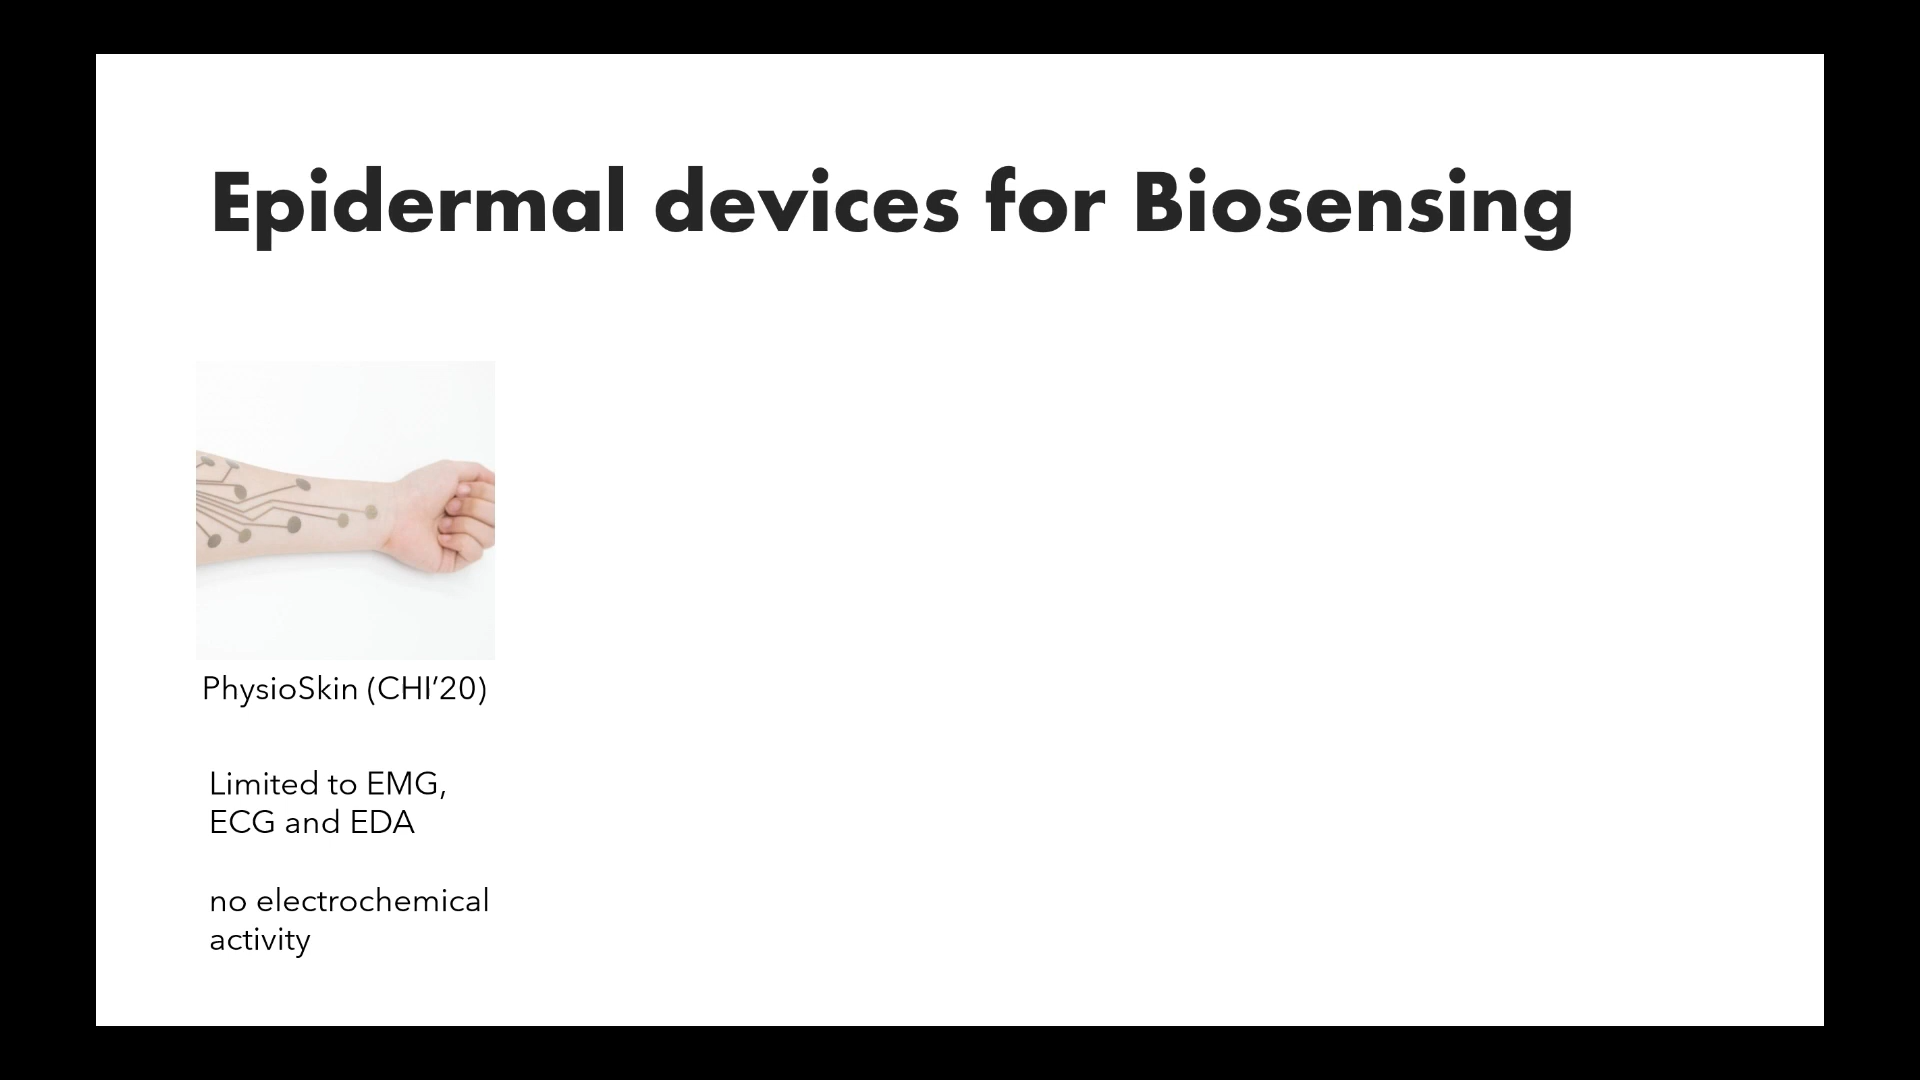 Epidermal devices for Biosensing
PhysioSkin (CHI’20)
Limited to EMG,
ECG and EDA
no electrochemical
activity